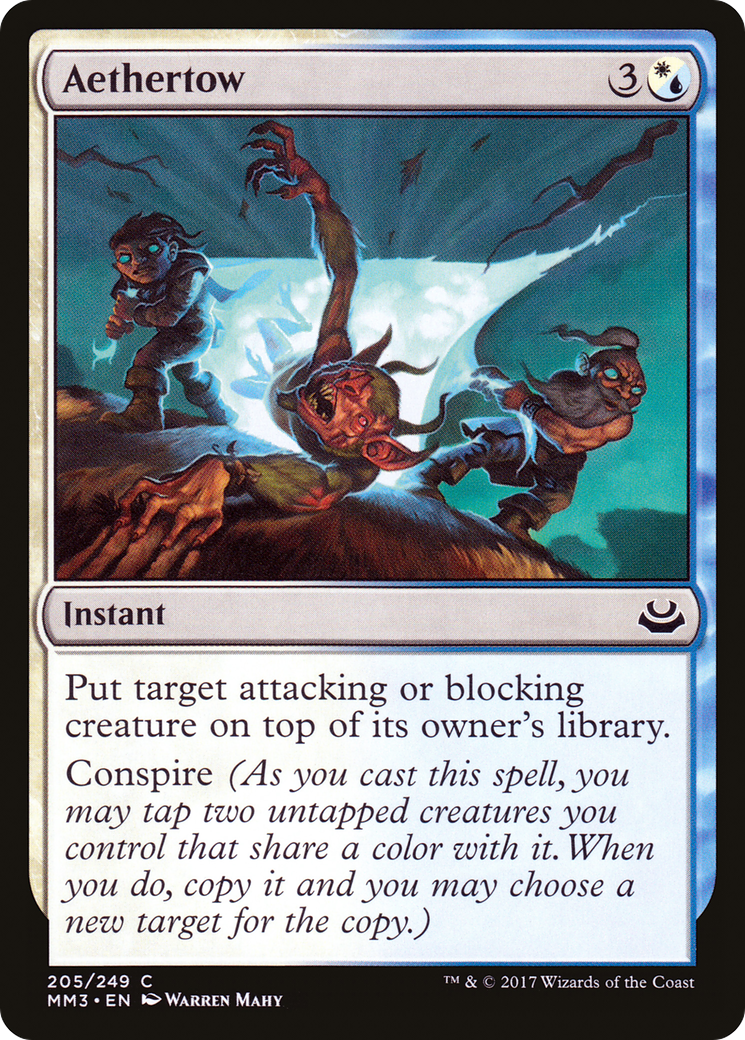 Aethertow 3
Instant
Put target attacking or blocking
creature on top of its owner's library.
Conspire (As you cast this spell, you
may tap two untapped creatures you
control that share a color with it. When
you do, copy it and you may choose a
new target for the copy.)
205/249 C
MM3 • EN Warren Mahy
™ & © 2017 Wizards of the Coast